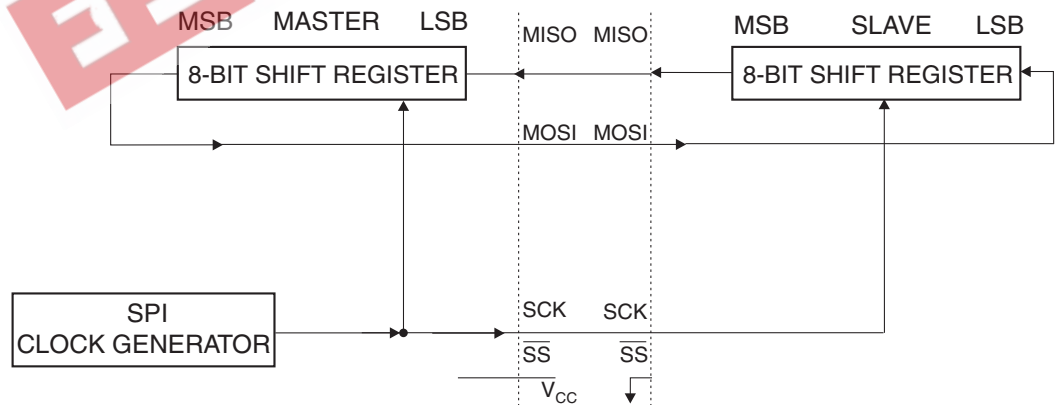 MSB MASTER LSB
MISO MISO
MSB SLAVE LSB
8-BIT SHIFT REGISTER
8-BIT SHIFT REGISTER
MOSI MOSI
SPI
CLOCK GENERATOR
SCK SCK
SS SS
VCC